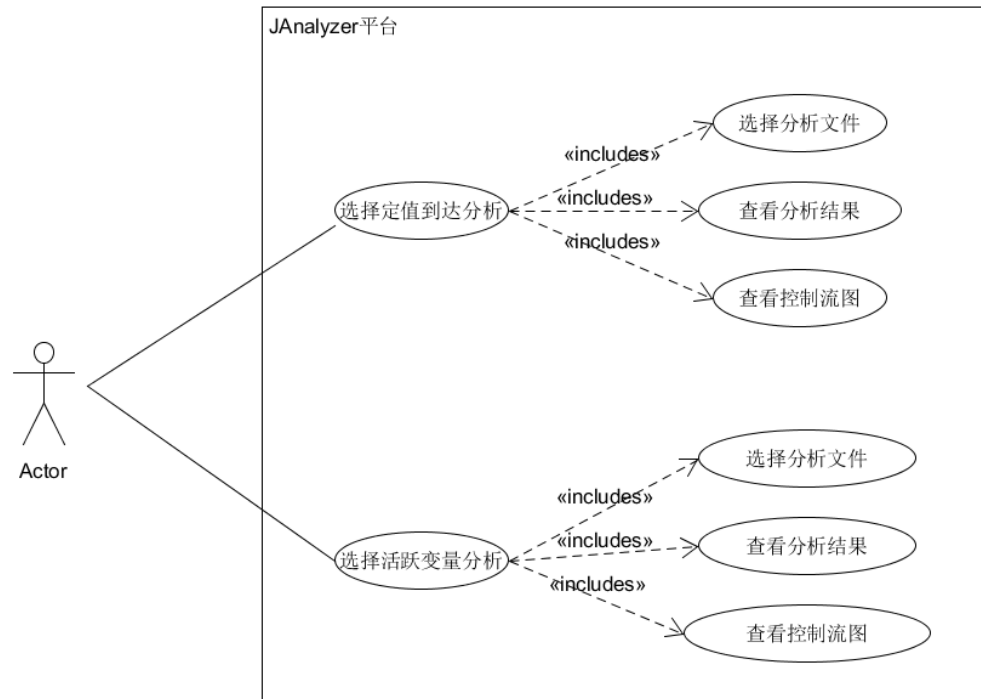 JAnalyzer平台
选择分析文件
«includes»
选择定值到达分析
«includes»
查看分析结果
«includes»
查看控制流图
Actor
选择分析文件
«includes»
选择活跃变量分析
«includes»
查看分析结果
«includes»
查看控制流图